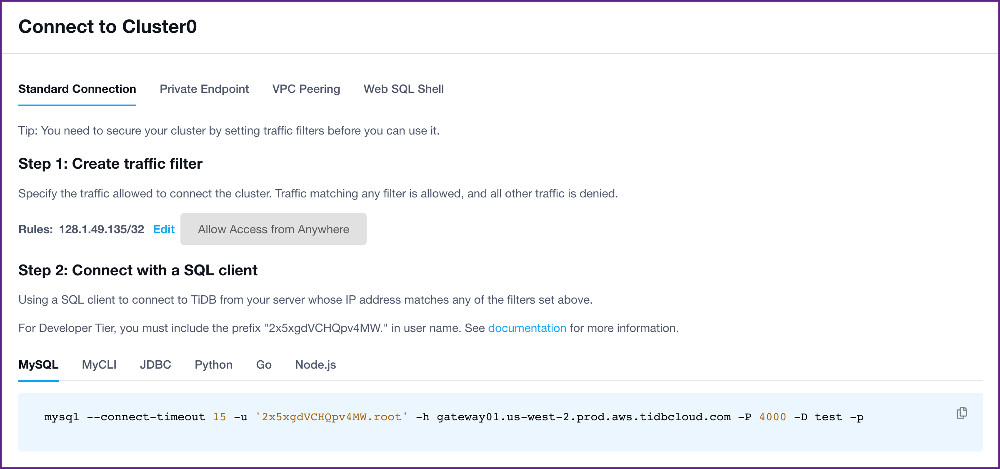 Connect to Cluster0
Standard Connection Private Endpoint VPC Peering Web SQL Shell
Tip: You need to secure your cluster by setting traffic filters before you can use it.
Step 1: Create traffic filter
Specify the traffic allowed to connect the cluster. Traffic matching any filter is allowed, and all other traffic is denied.
Rules: 128.1.49.135/32 Edit Allow Access from Anywhere
Step 2: Connect with a SQL client
Using a SQL client to connect to TiDB from your server whose IP address matches any of the filters set above.
For Developer Tier, you must include the prefix "2x5xgdVCHQpv4MW." in user name. See documentation for more information.
MySQL MyCLI JDBC Python Go Node.js
mysql --connect-timeout 15 -u '2x5xgdVCHQpv4MW.root' -h gateway01.us-west-2.prod.aws.tidbcloud.com -P 4000 -D test -p